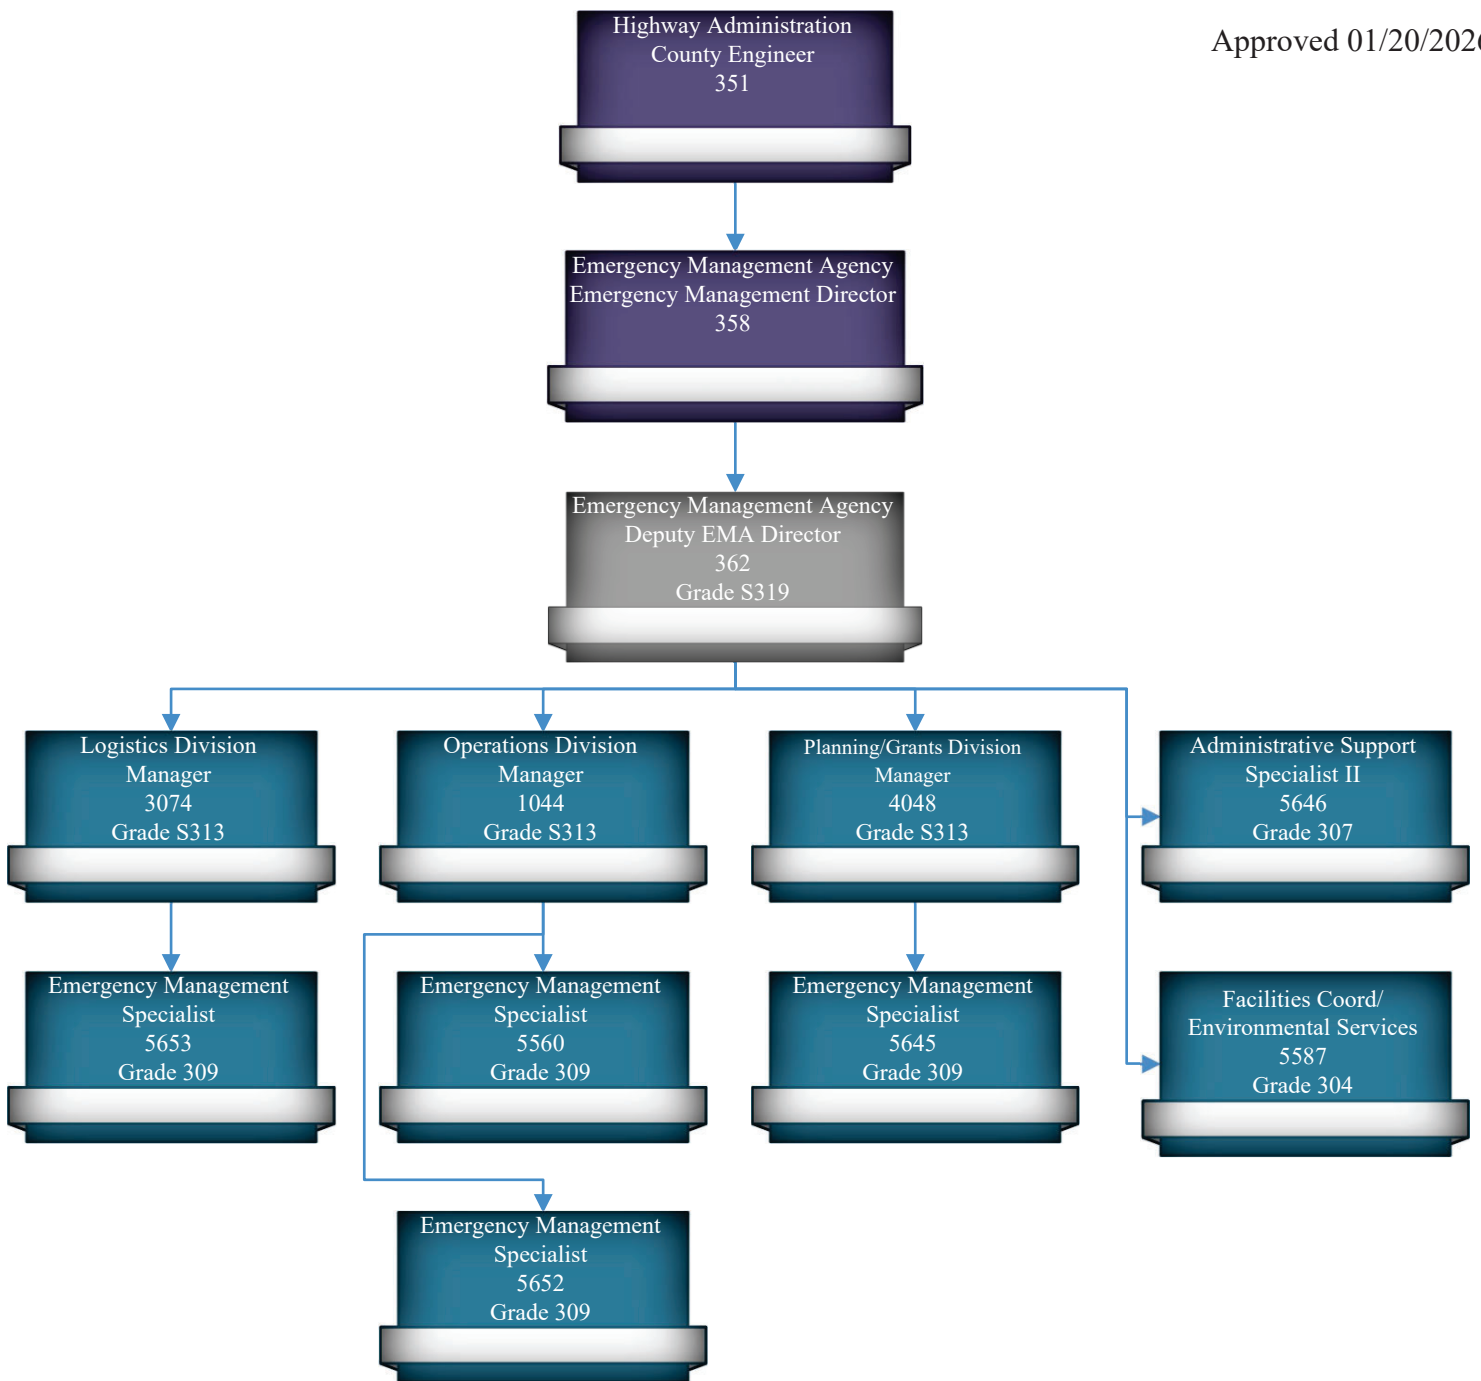 Approved 01/20/2026
Highway Administration
County Engineer
351
Emergency Management Agency
Emergency Management Director
358
Emergency Management Agency
Deputy EMA Director
362
Grade S319
Logistics Division
Manager
3074
Grade S313
Operations Division
Manager
1044
Grade S313
Planning/Grants Division
Manager
4048
Grade S313
Administrative Support
Specialist II
5646
Grade 307
Emergency Management
Specialist
5653
Grade 309
Emergency Management
Specialist
5560
Grade 309
Emergency Management
Specialist
5645
Grade 309
Facilities Coord/
Environmental Services
5587
Grade 304
Emergency Management
Specialist
5652
Grade 309